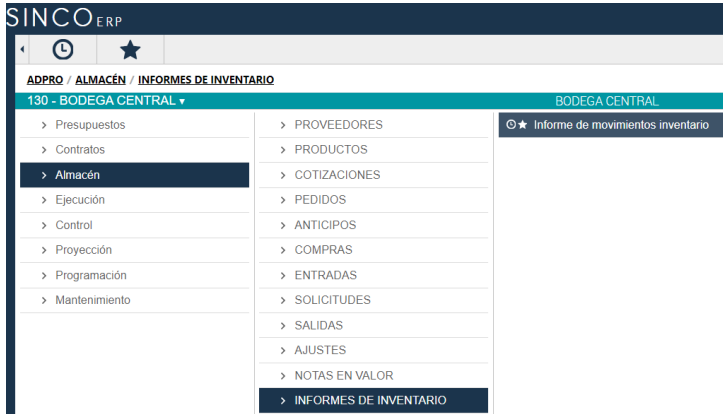 SINCO ERP
ADPRO / ALMACÉN / INFORMES DE INVENTARIO
130 - BODEGA CENTRAL ▾
BODEGA CENTRAL
Presupuestos
Contratos
Almacén
Ejecución
Control
Proyección
Programación
Mantenimiento
PROVEEDORES
PRODUCTOS
COTIZACIONES
PEDIDOS
ANTICIPOS
COMPRAS
ENTRADAS
SOLICITUDES
SALIDAS
AJUSTES
NOTAS EN VALOR
INFORMES DE INVENTARIO
Informe de movimientos inventario